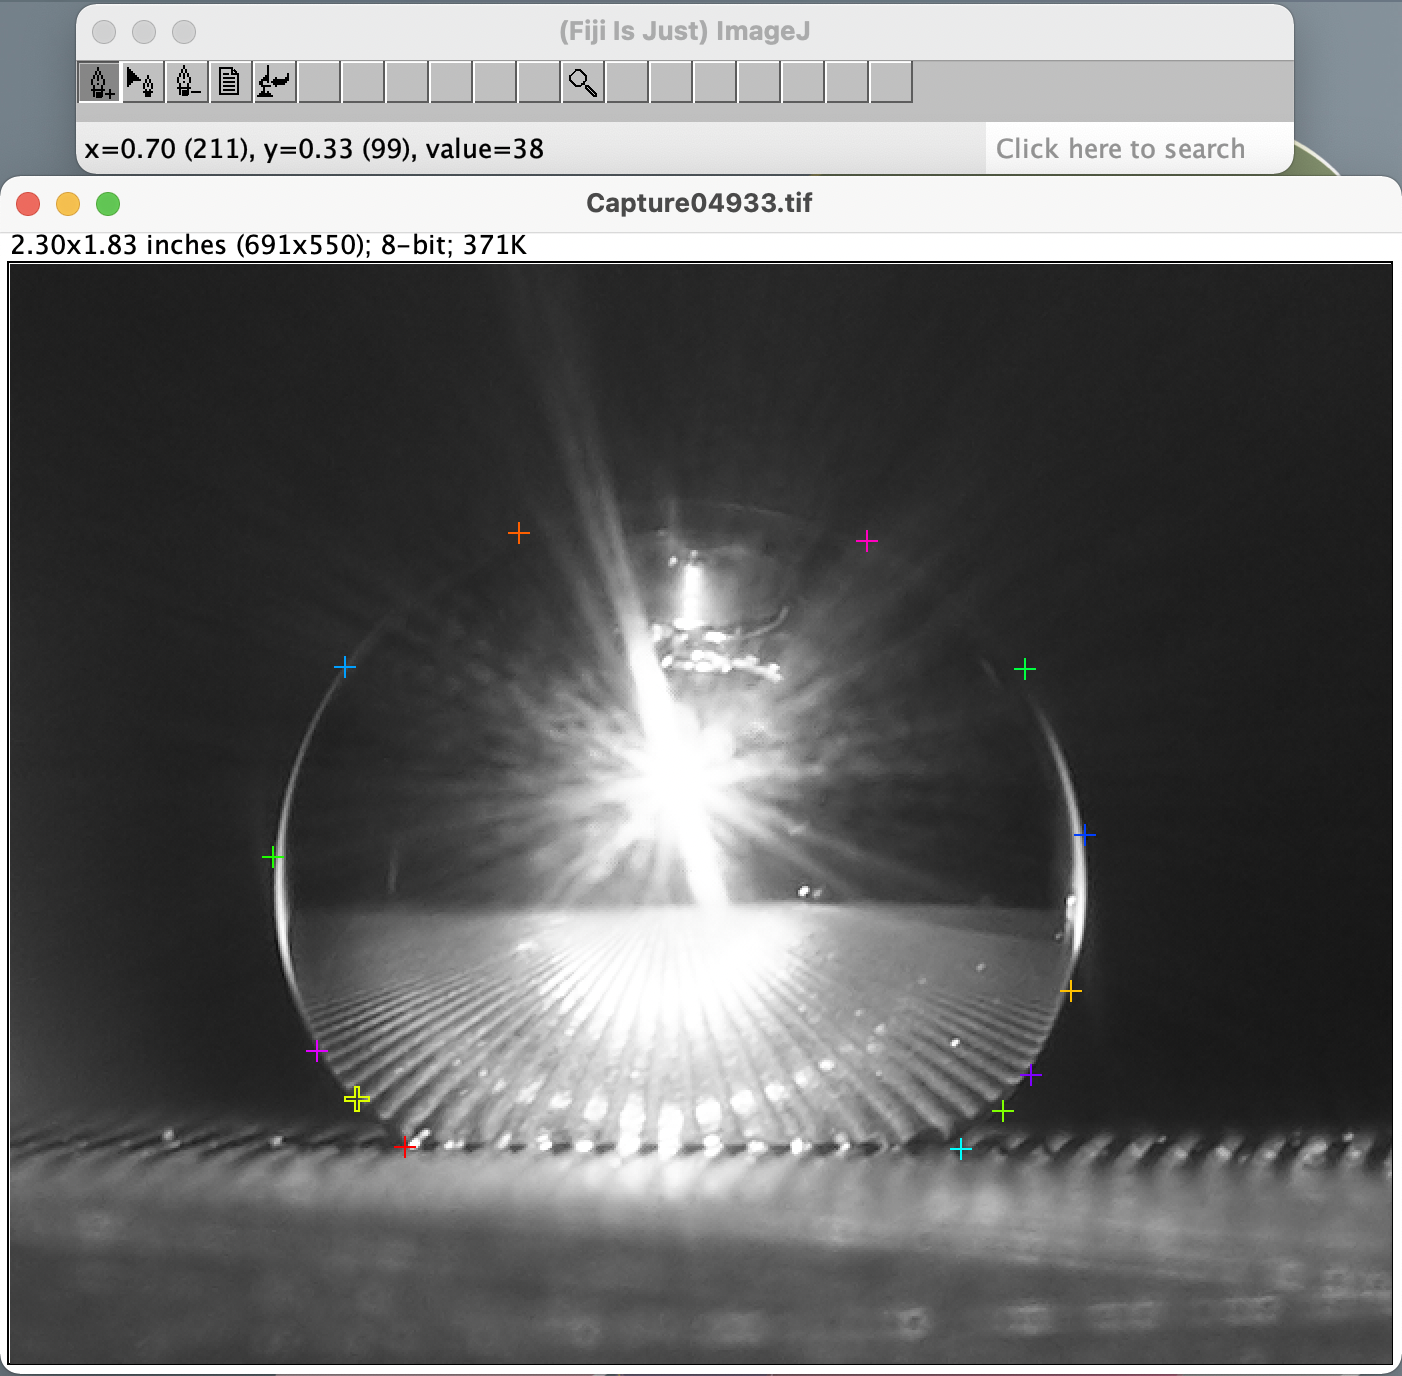 (Fiji Is Just) ImageJ
x=0.70 (211), y=0.33 (99), value=38
Click here to search
Capture04933.tif
2.30x1.83 inches (691x550); 8-bit; 371K